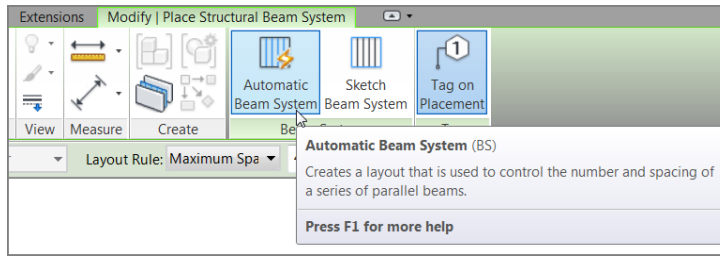 Extensions Modify | Place Structural Beam System
1
Automatic Sketch Tag on
Beam System Beam System Placement
View Measure Create
Layout Rule: Maximum Spa
Automatic Beam System (BS)
Creates a layout that is used to control the number and spacing of
a series of parallel beams.
Press F1 for more help